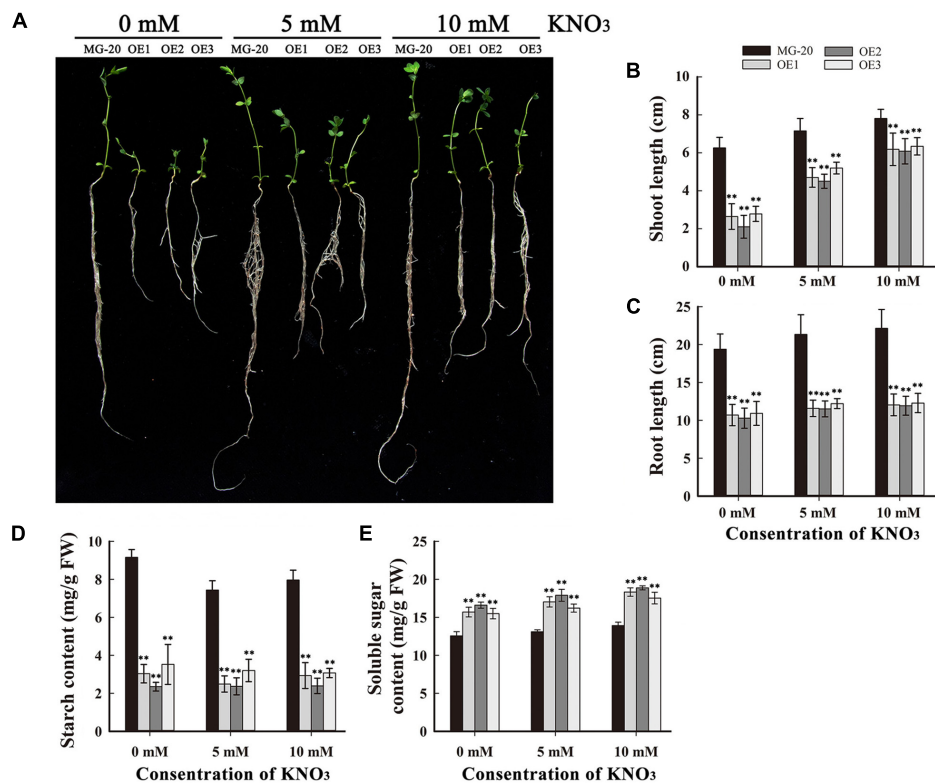 A
0 mM 5 mM 10 mM KNO3
MG-20 OE1 OE2 OE3 MG-20 OE1 OE2 OE3 MG-20 OE1 OE2 OE3
MG-20 OE2
OE1 OE3
B
Shoot length (cm)
8
6
4
2
0
** ** ** ** ** ** ** ** **
0 mM 5 mM 10 mM
C
Root length (cm)
25
20
15
10
5
0
** ** ** ** ** ** ** ** **
0 mM 5 mM 10 mM
Consentration of KNO3
D
Starch content (mg/g FW)
10
8
6
4
2
0
** ** ** ** ** ** ** ** **
0 mM 5 mM 10 mM
Consentration of KNO3
E
Soluble sugar
content (mg/g FW)
25
20
15
10
5
0
** ** ** ** ** ** ** ** **
0 mM 5 mM 10 mM
Consentration of KNO3